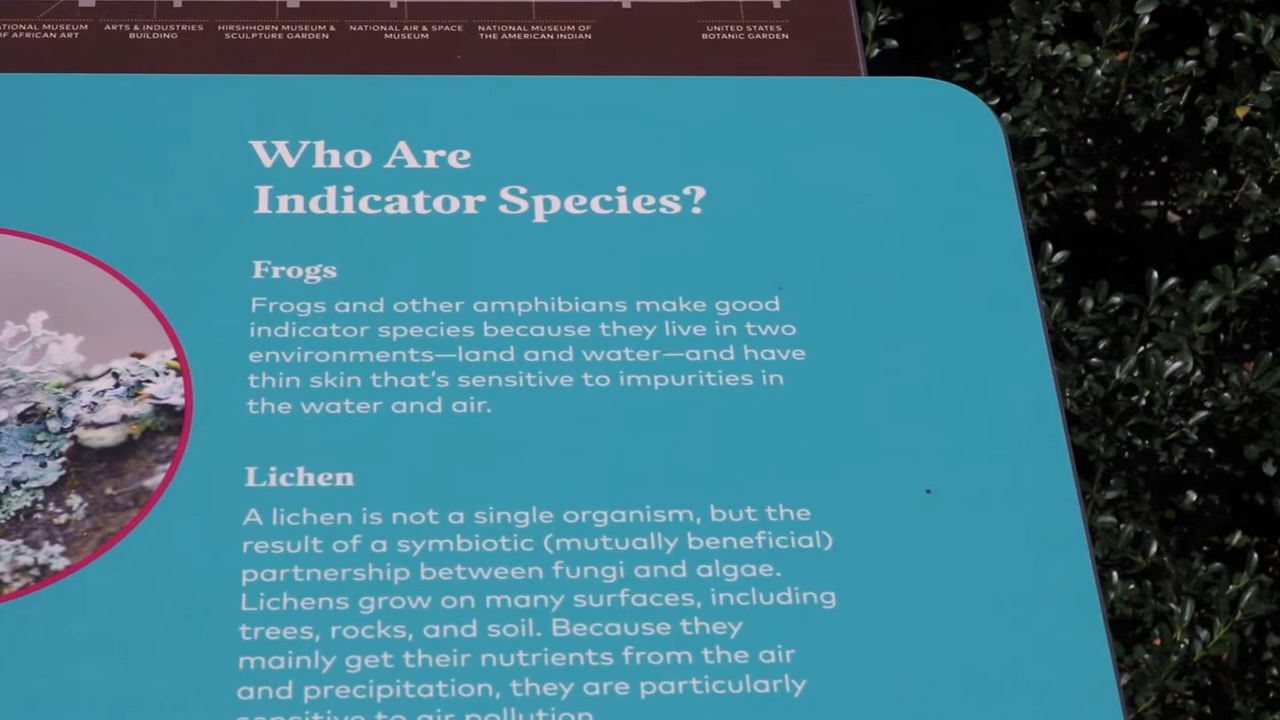 OF AFRICAN ART
ARTS & INDUSTRIES
BUILDING
HIRSHHORN MUSEUM &
SCULPTURE GARDEN
NATIONAL AIR & SPACE
MUSEUM
NATIONAL MUSEUM OF
THE AMERICAN INDIAN
UNITED STATES
BOTANIC GARDEN
Who Are
Indicator Species?
Frogs
Frogs and other amphibians make good
indicator species because they live in two
environments—land and water—and have
thin skin that's sensitive to impurities in
the water and air.
Lichen
A lichen is not a single organism, but the
result of a symbiotic (mutually beneficial)
partnership between fungi and algae.
Lichens grow on many surfaces, including
trees, rocks, and soil. Because they
mainly get their nutrients from the air
and precipitation, they are particularly
sensitive to air pollution.